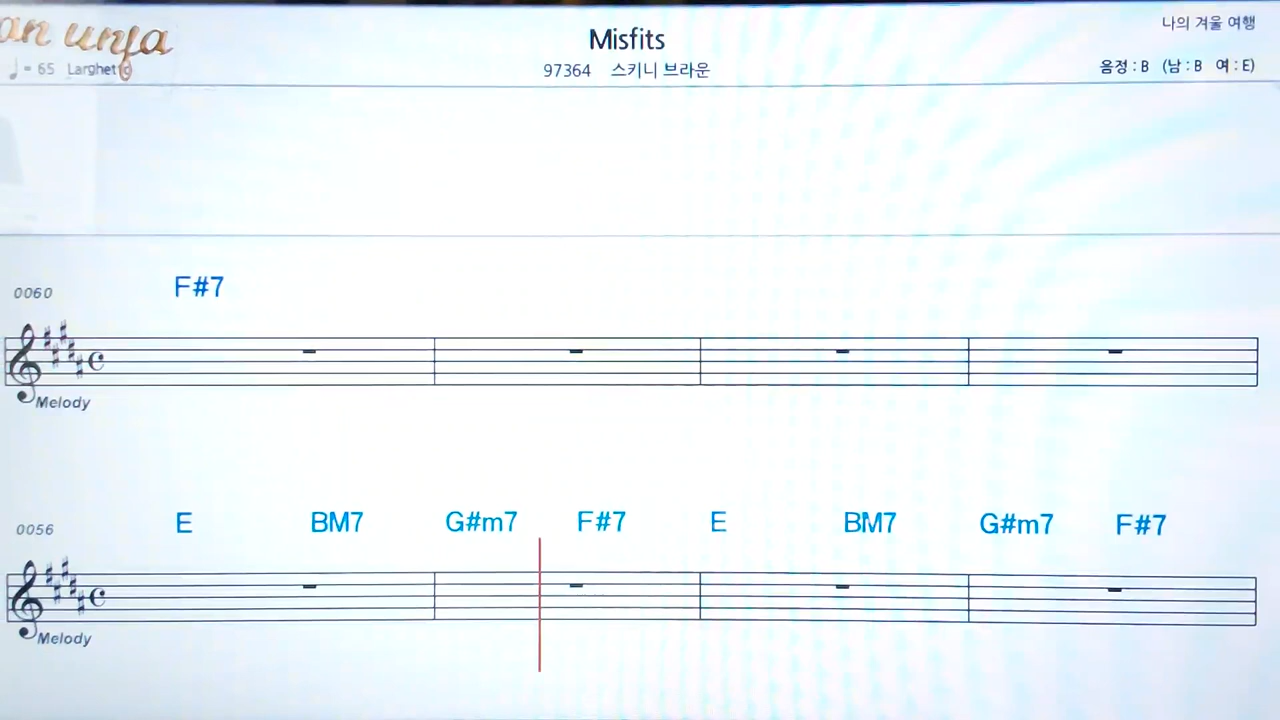 Misfits
나의 겨울 여행
♩= 65 Larghetto
97364 스키니 브라운
음정 : B (남 : B 여 : E)
F#7
0060
Melody
0056 E BM7 G#m7 F#7 E BM7 G#m7 F#7
Melody